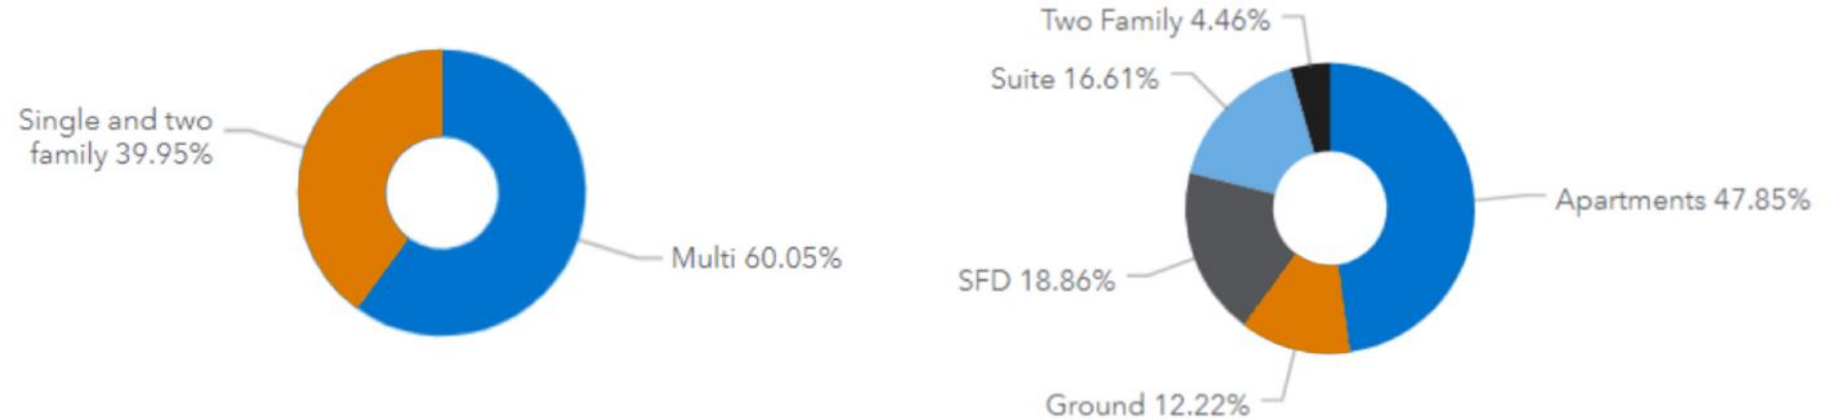 Single and two
family 39.95%
Multi 60.05%
Two Family 4.46%
Suite 16.61%
Apartments 47.85%
SFD 18.86%
Ground 12.22%